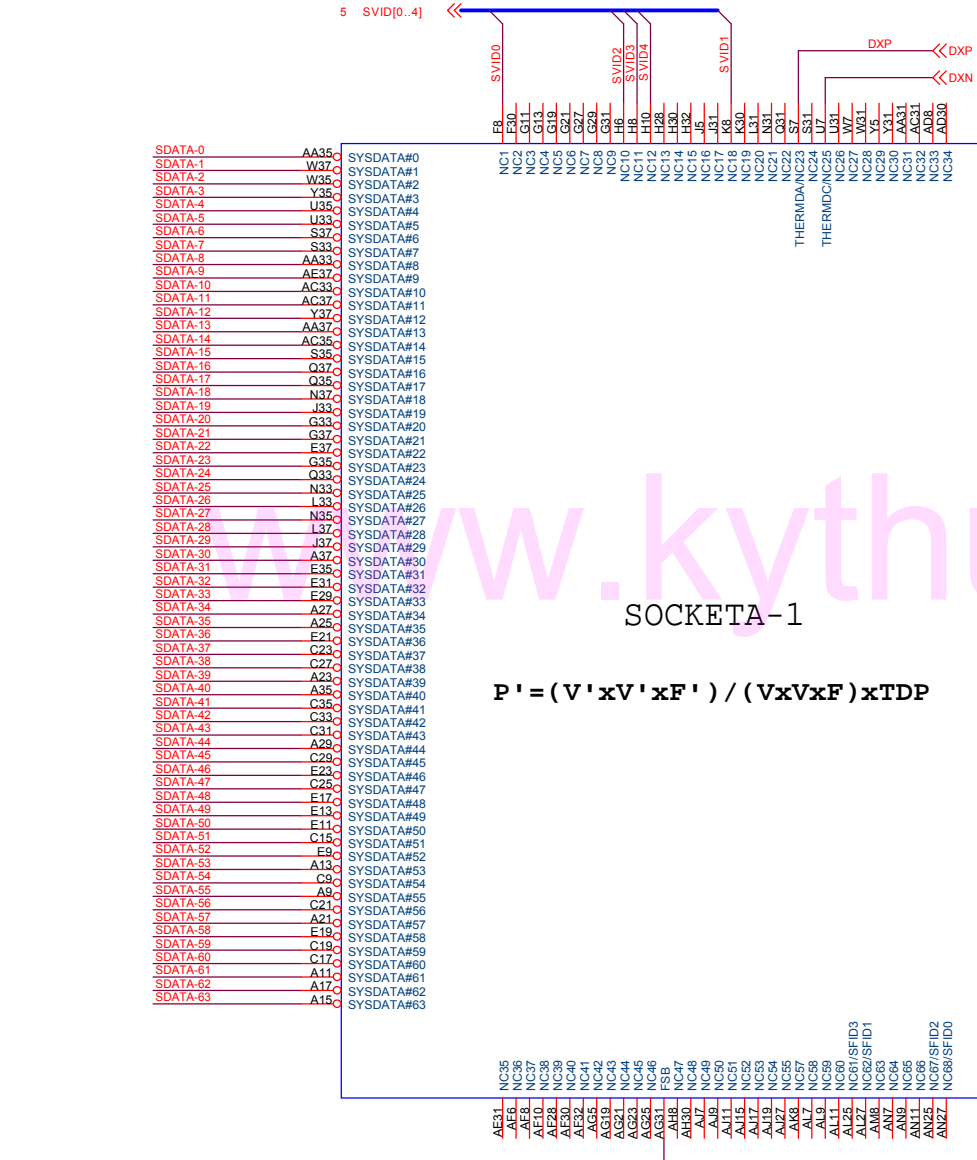 5 SVID[0..4]
SVID0
SVID2
SVID3
SVID4
SVID1
DXP
DXP
DXN
F8 F30 G11 G13 G19 G21 G27 G29 G31 H6 H8 H10 H28 H30 H32 J5 J31 K8 K30 L31 N31 Q31 S7 S31 U7 U31 W7 W31 Y5 Y31 AA31 AC31 AD8 AD30
NC1 NC2 NC3 NC4 NC5 NC6 NC7 NC8 NC9 NC10 NC11 NC12 NC13 NC14 NC15 NC16 NC17 NC18 NC19 NC20 NC21 NC22 THERMDA/NC23 NC24 THERMDC/NC25 NC26 NC27 NC28 NC29 NC30 NC31 NC32 NC33 NC34
SDATA-0 AA35 SYSDATA#0
SDATA-1 W37 SYSDATA#1
SDATA-2 W35 SYSDATA#2
SDATA-3 Y35 SYSDATA#3
SDATA-4 U35 SYSDATA#4
SDATA-5 U33 SYSDATA#5
SDATA-6 S37 SYSDATA#6
SDATA-7 S33 SYSDATA#7
SDATA-8 AA33 SYSDATA#8
SDATA-9 AE37 SYSDATA#9
SDATA-10 AC33 SYSDATA#10
SDATA-11 AC37 SYSDATA#11
SDATA-12 Y37 SYSDATA#12
SDATA-13 AA37 SYSDATA#13
SDATA-14 AC35 SYSDATA#14
SDATA-15 S35 SYSDATA#15
SDATA-16 Q37 SYSDATA#16
SDATA-17 Q35 SYSDATA#17
SDATA-18 N37 SYSDATA#18
SDATA-19 J33 SYSDATA#19
SDATA-20 G33 SYSDATA#20
SDATA-21 G37 SYSDATA#21
SDATA-22 E37 SYSDATA#22
SDATA-23 G35 SYSDATA#23
SDATA-24 Q33 SYSDATA#24
SDATA-25 N33 SYSDATA#25
SDATA-26 L33 SYSDATA#26
SDATA-27 N35 SYSDATA#27
SDATA-28 L37 SYSDATA#28
SDATA-29 J37 SYSDATA#29
SDATA-30 A37 SYSDATA#30
SDATA-31 E35 SYSDATA#31
SDATA-32 E31 SYSDATA#32
SDATA-33 E29 SYSDATA#33
SDATA-34 A27 SYSDATA#34
SDATA-35 A25 SYSDATA#35
SDATA-36 E21 SYSDATA#36
SDATA-37 C23 SYSDATA#37
SDATA-38 C27 SYSDATA#38
SDATA-39 A23 SYSDATA#39
SDATA-40 A35 SYSDATA#40
SDATA-41 C35 SYSDATA#41
SDATA-42 C33 SYSDATA#42
SDATA-43 C31 SYSDATA#43
SDATA-44 A29 SYSDATA#44
SDATA-45 C29 SYSDATA#45
SDATA-46 E23 SYSDATA#46
SDATA-47 C25 SYSDATA#47
SDATA-48 E17 SYSDATA#48
SDATA-49 E13 SYSDATA#49
SDATA-50 E11 SYSDATA#50
SDATA-51 C15 SYSDATA#51
SDATA-52 E9 SYSDATA#52
SDATA-53 A13 SYSDATA#53
SDATA-54 C9 SYSDATA#54
SDATA-55 A9 SYSDATA#55
SDATA-56 C21 SYSDATA#56
SDATA-57 A21 SYSDATA#57
SDATA-58 E19 SYSDATA#58
SDATA-59 C19 SYSDATA#59
SDATA-60 C17 SYSDATA#60
SDATA-61 A11 SYSDATA#61
SDATA-62 A17 SYSDATA#62
SDATA-63 A15 SYSDATA#63
www.kythu
SOCKETA-1
P'=(V'xV'xF')/(VxVxF)xTDP
NC35 NC36 NC37 NC38 NC39 NC40 NC41 NC42 NC43 NC44 NC45 NC46 FSB NC47 NC48 NC49 NC50 NC51 NC52 NC53 NC54 NC55 NC57 NC58 NC59 NC60 NC61/SFID3 NC62/SFID1 NC63 NC64 NC65 NC66 NC67/SFID2 NC68/SFID0
AE31 AF6 AF8 AF10 AF28 AF30 AF32 AG5 AG19 AG21 AG23 AG25 AG31 AH8 AH30 AJ7 AJ9 AJ11 AJ15 AJ17 AJ19 AJ27 AK8 AL7 AL9 AL11 AL25 AL27 AM8 AN7 AN9 AN11 AN25 AN27